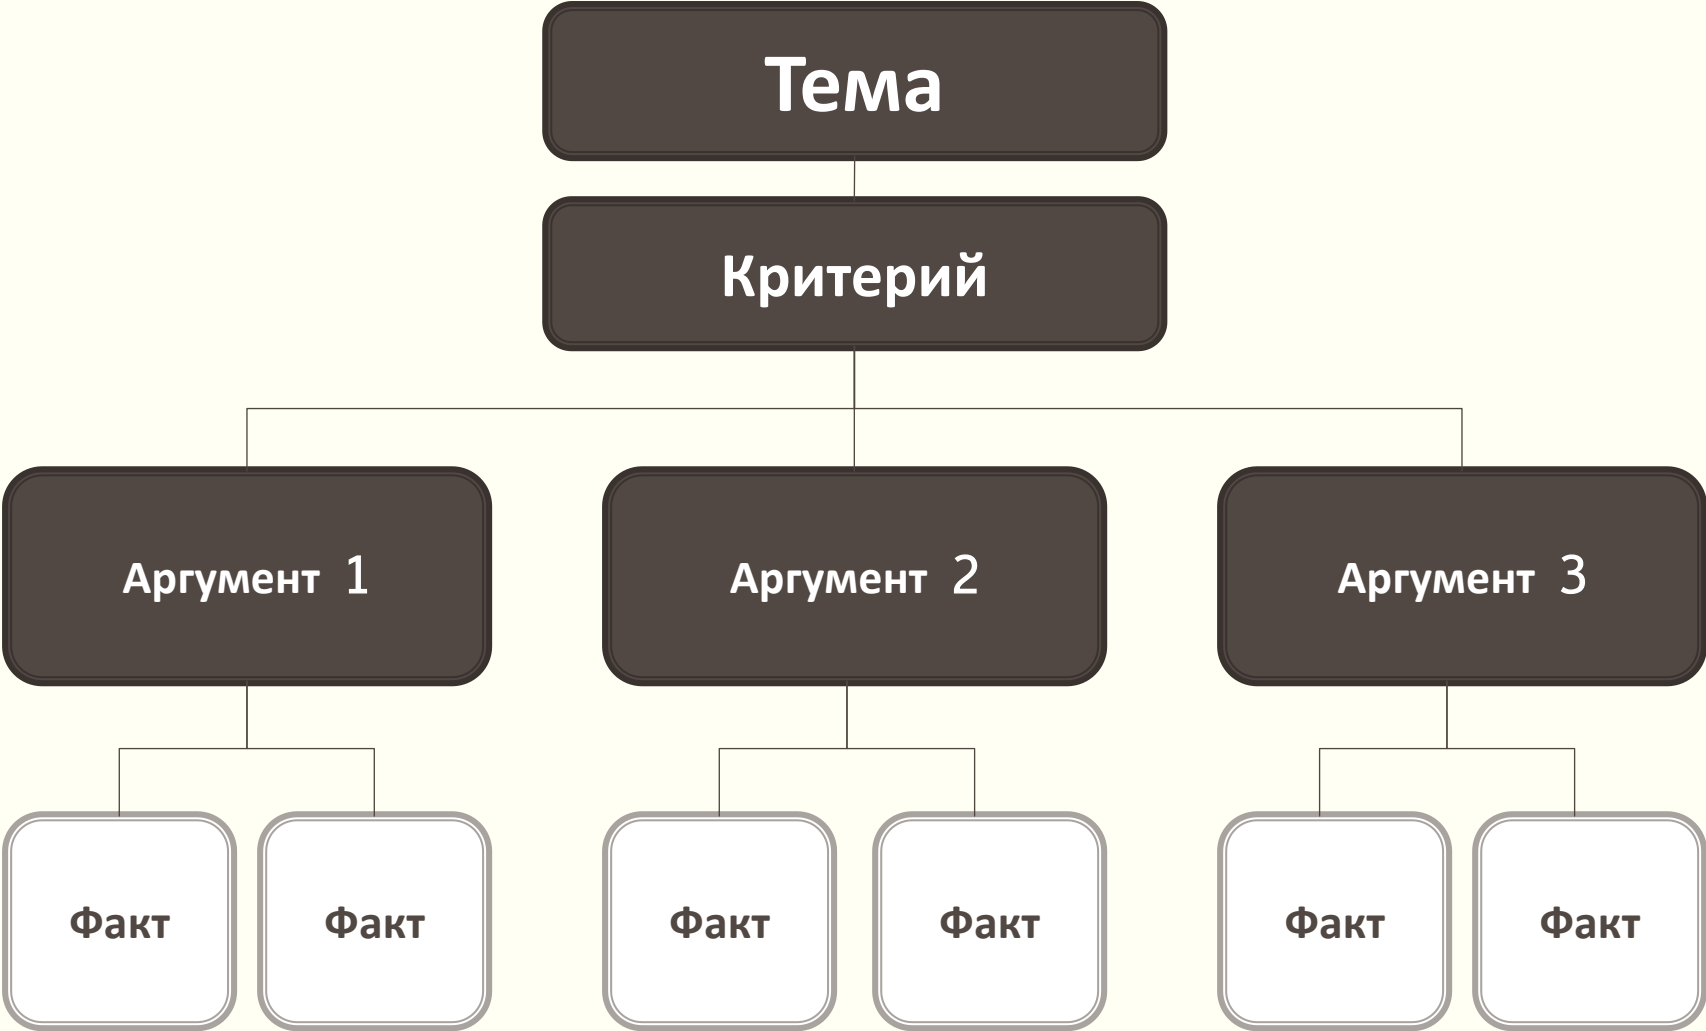 Тема
Критерий
Аргумент 1
Аргумент 2
Аргумент 3
Факт
Факт
Факт
Факт
Факт
Факт